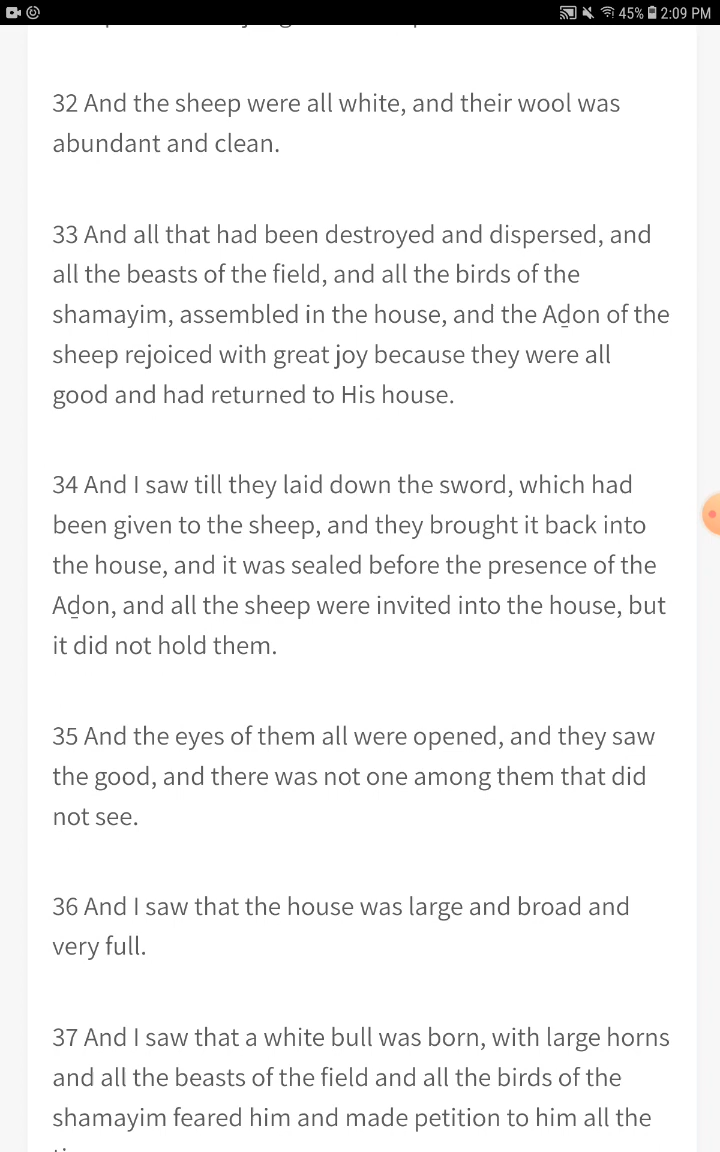 45% 2:09 PM
32 And the sheep were all white, and their wool was
abundant and clean.
33 And all that had been destroyed and dispersed, and
all the beasts of the field, and all the birds of the
shamayim, assembled in the house, and the Aḏon of the
sheep rejoiced with great joy because they were all
good and had returned to His house.
34 And I saw till they laid down the sword, which had
been given to the sheep, and they brought it back into
the house, and it was sealed before the presence of the
Aḏon, and all the sheep were invited into the house, but
it did not hold them.
35 And the eyes of them all were opened, and they saw
the good, and there was not one among them that did
not see.
36 And I saw that the house was large and broad and
very full.
37 And I saw that a white bull was born, with large horns
and all the beasts of the field and all the birds of the
shamayim feared him and made petition to him all the